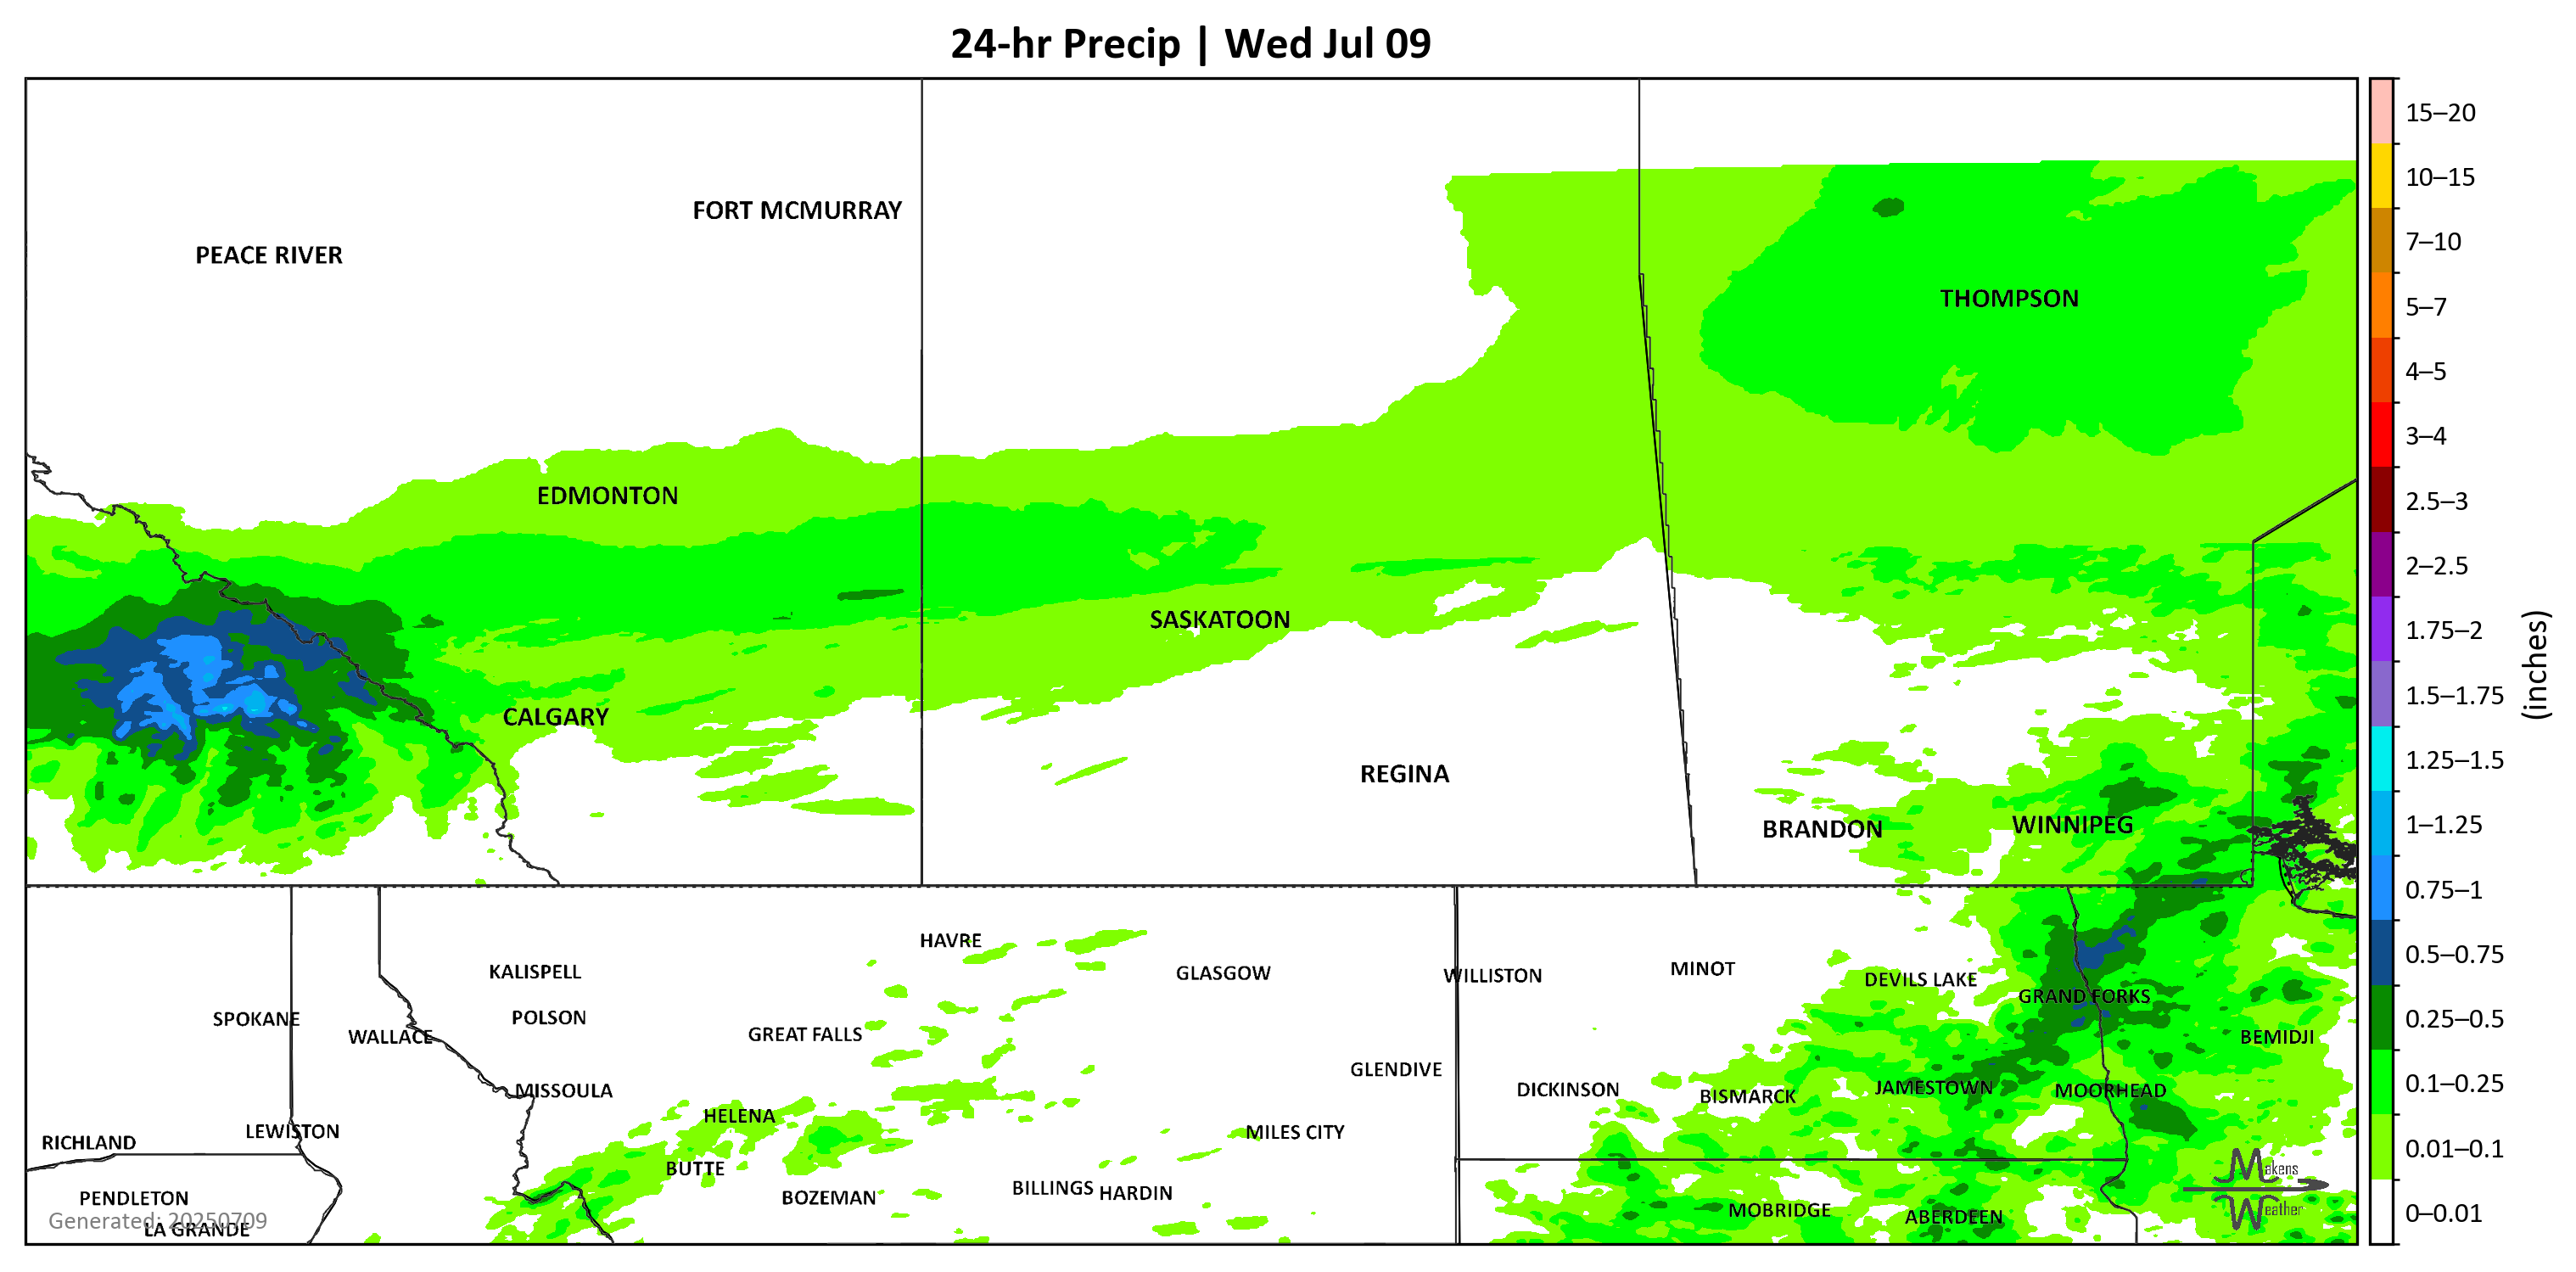 24-hr Precip | Wed Jul 09
FORT MCMURRAY
PEACE RIVER
THOMPSON
EDMONTON
SASKATOON
CALGARY
REGINA
BRANDON
WINNIPEG
HAVRE
KALISPELL
GLASGOW
WILLISTON
MINOT
DEVILS LAKE
GRAND FORKS
SPOKANE
POLSON
WALLACE
GREAT FALLS
BEMIDJI
GLENDIVE
MISSOULA
DICKINSON
BISMARCK
JAMESTOWN
MOORHEAD
HELENA
RICHLAND
LEWISTON
MILES CITY
BUTTE
PENDLETON
BOZEMAN
BILLINGS
HARDIN
MOBRIDGE
ABERDEEN
Generated: 20250709
LA GRANDE
Makens
Weather
15–20
10–15
7–10
5–7
4–5
3–4
2.5–3
2–2.5
1.75–2
1.5–1.75
1.25–1.5
1–1.25
0.75–1
0.5–0.75
0.25–0.5
0.1–0.25
0.01–0.1
0–0.01
(inches)